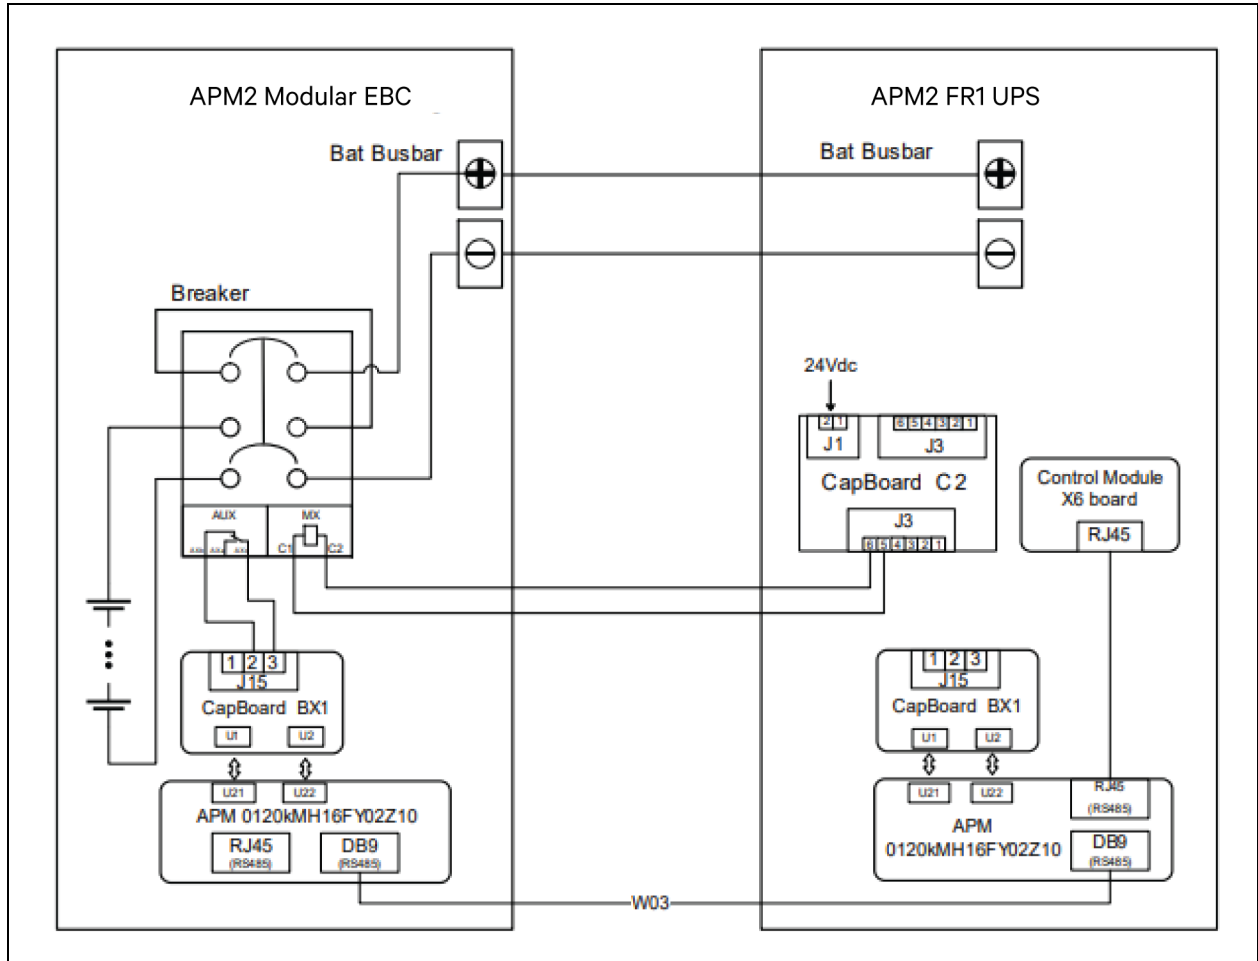 APM2 Modular EBC
APM2 FR1 UPS
Bat Busbar
Bat Busbar
Breaker
24Vdc
2 1
6 5 4 3 2 1
J1
J3
CapBoard C2
J3
6 5 4 3 2 1
Control Module
X6 board
RJ45
AUX
MX
C1
C2
1 2 3
J15
CapBoard BX1
U1
U2
1 2 3
J15
CapBoard BX1
U1
U2
U21
U22
APM 0120kMH16FY02Z10
RJ45
(RS485)
DB9
(RS485)
U21
U22
RJ45
(RS485)
APM
0120kMH16FY02Z10
DB9
(RS485)
W03